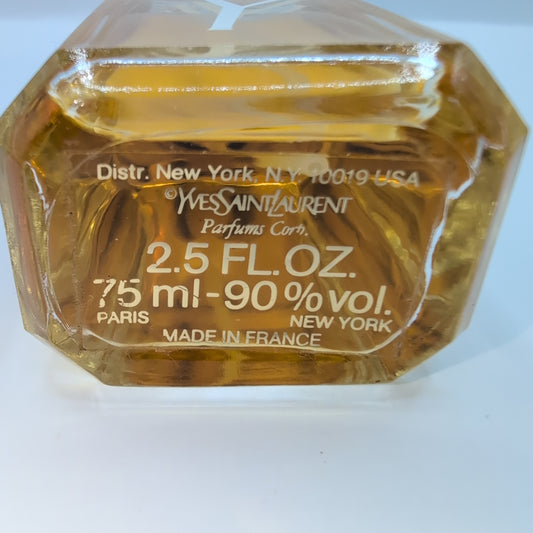 Y
Distr. New York, N.Y 10019 USA
©YVESSAINTLAURENT
Parfums Corp.
2.5 FL. OZ.
75 ml-90% vol.
PARIS NEW YORK
MADE IN FRANCE